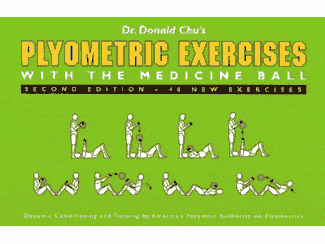 Dr. Donald Chu's
PLYOMETRIC EXERCISES
WITH THE MEDICINE BALL
SECOND EDITION - 40 NEW EXERCISES
Dynamic Conditioning and Training by America's Foremost Authority on Plyometrics